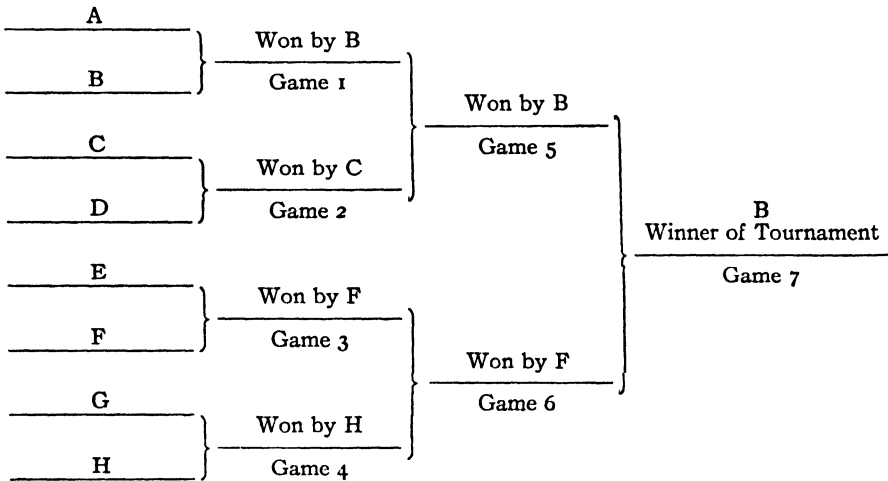 A
Won by B
B
Game 1
Won by B
C
Game 5
Won by C
D
Game 2
B
Winner of Tournament
E
Game 7
Won by F
F
Game 3
Won by F
G
Game 6
Won by H
H
Game 4